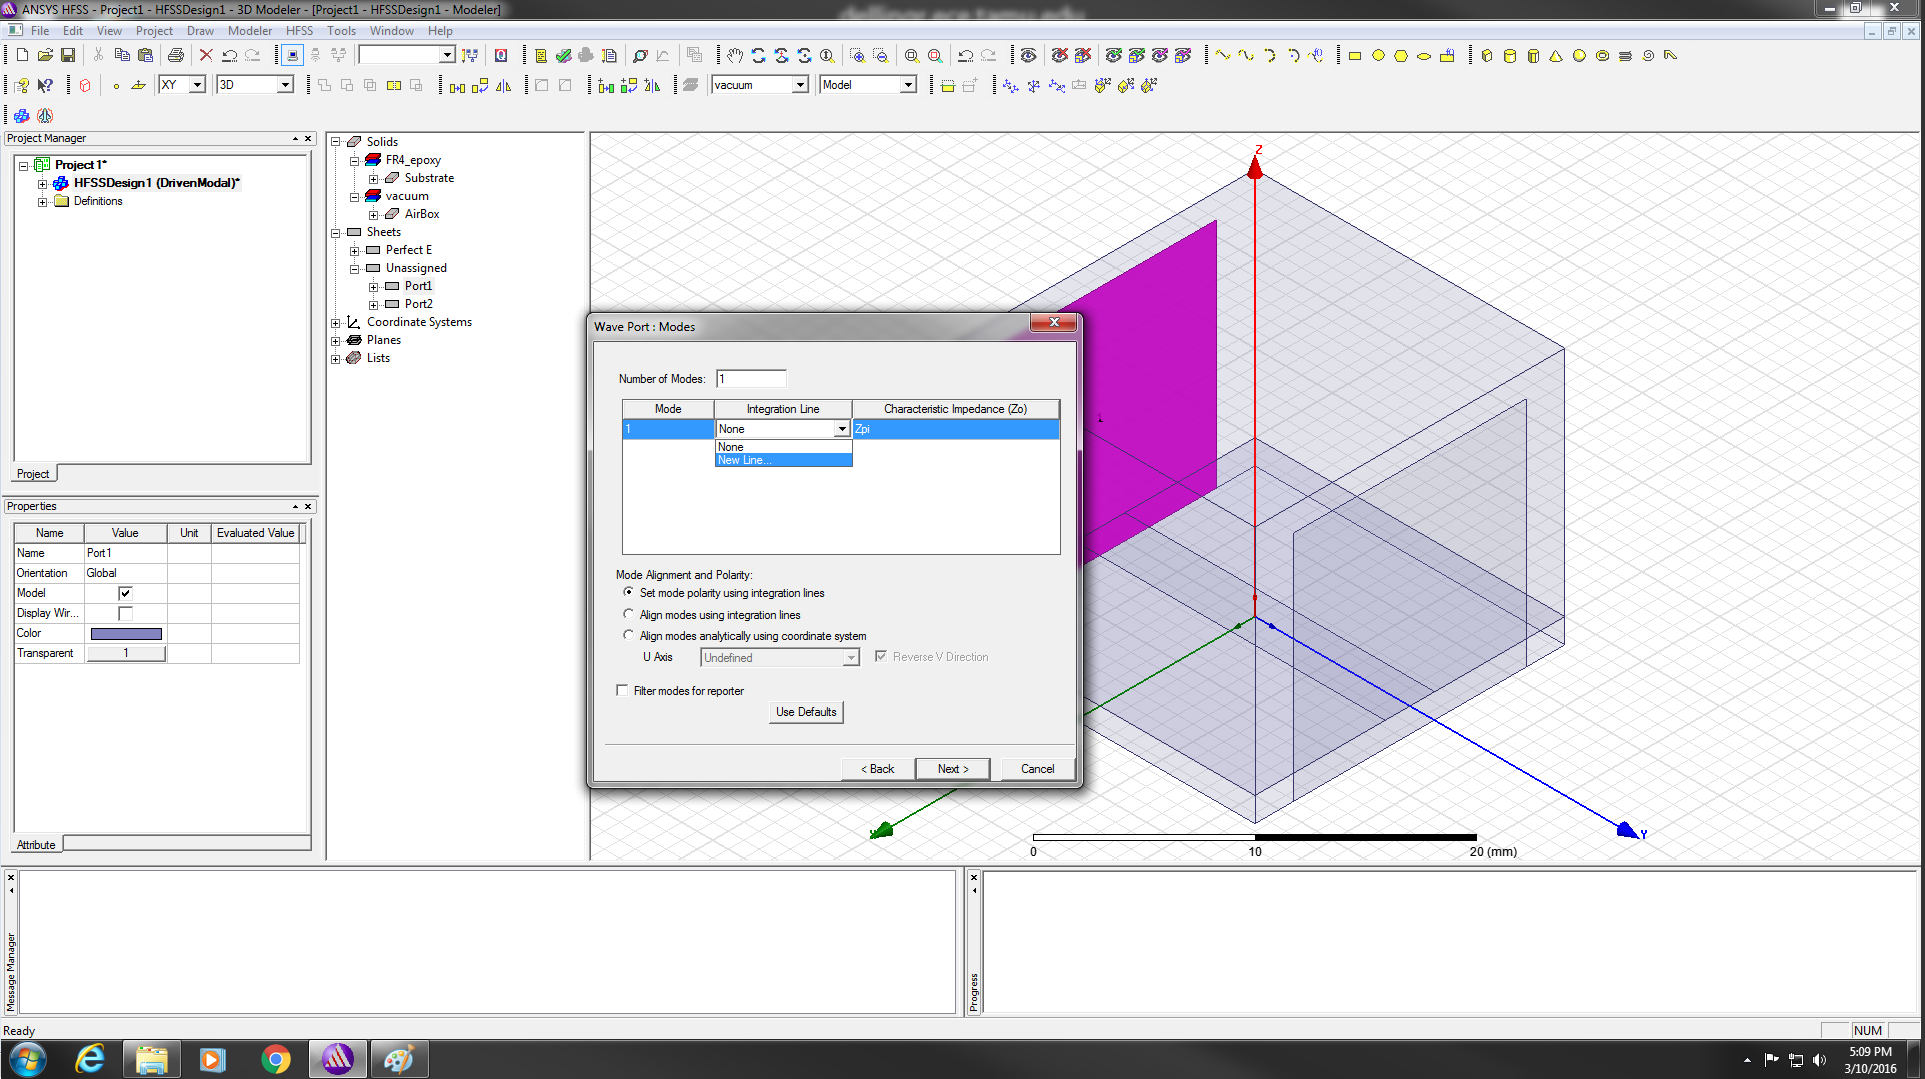 ANSYS HFSS - Project1 - HFSSDesign1 - 3D Modeler - [Project1 - HFSSDesign1 - Modeler]
File Edit View Project Draw Modeler HFSS Tools Window Help
XY 3D vacuum Model
Project Manager
Project1*
HFSSDesign1 (DrivenModal)*
Definitions
Project
Properties
Name Value Unit Evaluated Value
Name Port1
Orientation Global
Model
Display Wir...
Color
Transparent 1
Attribute
Solids
FR4_epoxy
Substrate
vacuum
AirBox
Sheets
Perfect E
Unassigned
Port1
Port2
Coordinate Systems
Planes
Lists
Wave Port : Modes
Number of Modes: 1
Mode Integration Line Characteristic Impedance (Zo)
1 None Zpi
None
New Line...
Mode Alignment and Polarity:
Set mode polarity using integration lines
Align modes using integration lines
Align modes analytically using coordinate system
U Axis Undefined Reverse V Direction
Filter modes for reporter
Use Defaults
< Back Next > Cancel
Z
1
Y
0 10 20 (mm)
Message Manager
Progress
Ready
NUM
5:09 PM
3/10/2016